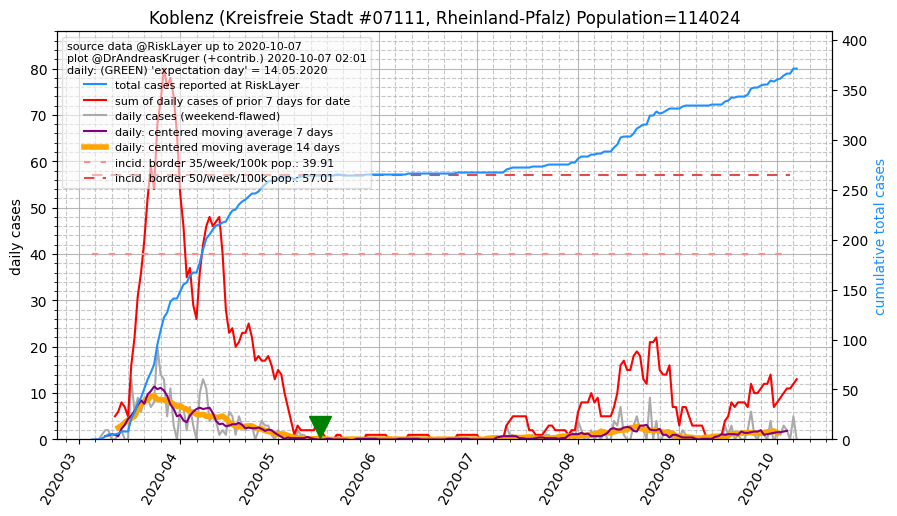 Koblenz (Kreisfreie Stadt #07111, Rheinland-Pfalz) Population=114024
source data @RiskLayer up to 2020-10-07
plot @DrAndreasKruger (+contrib.) 2020-10-07 02:01
daily: (GREEN) 'expectation day' = 14.05.2020
total cases reported at RiskLayer
sum of daily cases of prior 7 days for date
daily cases (weekend-flawed)
daily: centered moving average 7 days
daily: centered moving average 14 days
incid. border 35/week/100k pop.: 39.91
incid. border 50/week/100k pop.: 57.01
daily cases
80
70
60
50
40
30
20
10
0
cumulative total cases
400
350
300
250
200
150
100
50
0
2020-03
2020-04
2020-05
2020-06
2020-07
2020-08
2020-09
2020-10